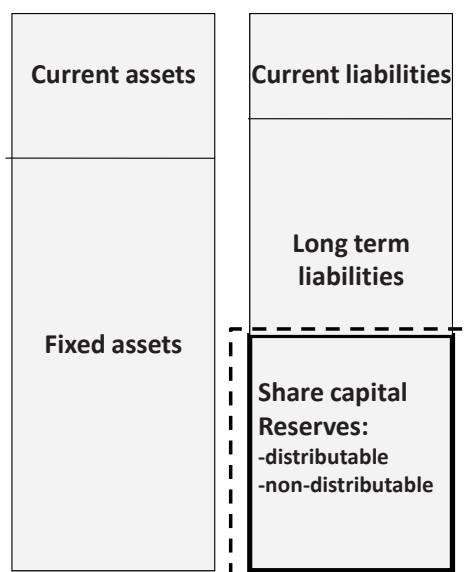 Current assets
Fixed assets
Current liabilities
Long term
liabilities
Share capital
Reserves:
-distributable
-non-distributable